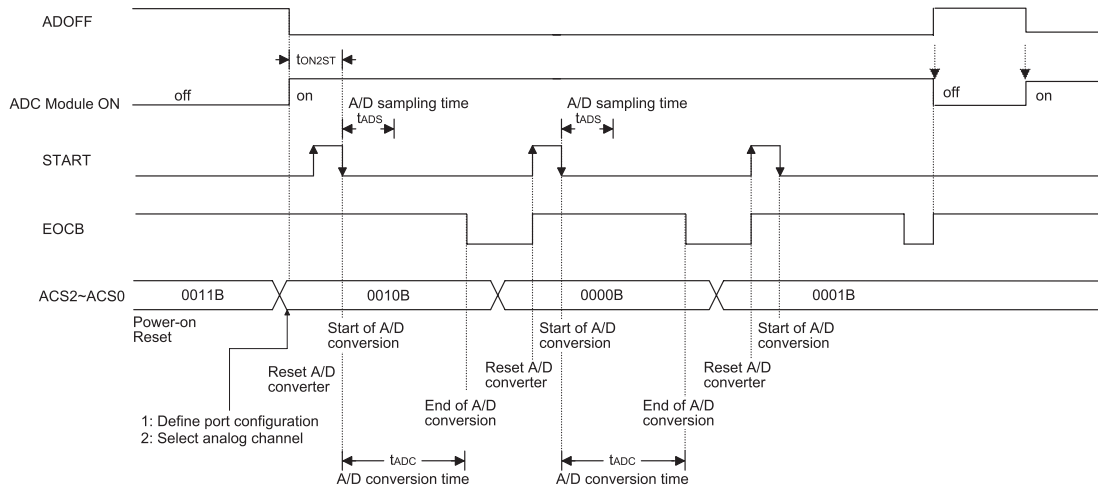 ADOFF
tON2ST
ADC Module ON
off
on
off
on
A/D sampling time
A/D sampling time
tADS
tADS
START
EOCB
ACS2~ACS0
0011B
0010B
0000B
0001B
Power-on
Reset
Start of A/D
conversion
Start of A/D
conversion
Start of A/D
conversion
Reset A/D
converter
Reset A/D
converter
Reset A/D
converter
End of A/D
conversion
End of A/D
conversion
1: Define port configuration
2: Select analog channel
tADC
tADC
A/D conversion time
A/D conversion time